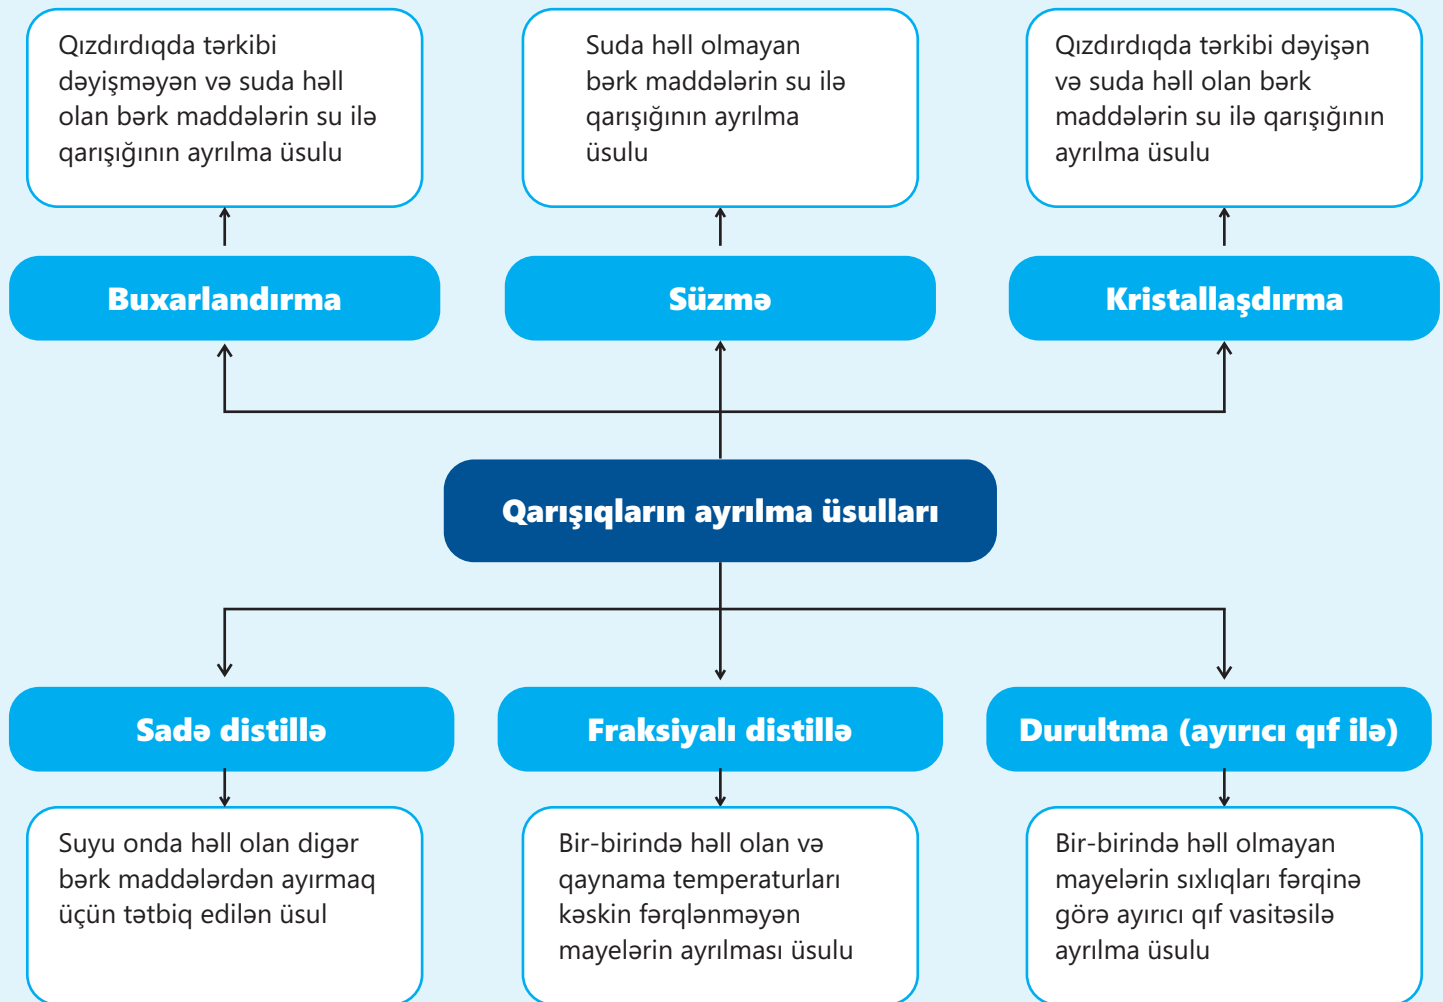 Qızdırdıqda tərkibi
dəyişməyən və suda həll
olan bərk maddələrin su ilə
qarışığının ayrılma üsulu
Suda həll olmayan
bərk maddələrin su ilə
qarışığının ayrılma
üsulu
Qızdırdıqda tərkibi dəyişən
və suda həll olan bərk
maddələrin su ilə qarışığının
ayrılma üsulu
Buxarlandırma
Süzmə
Kristallaşdırma
Qarışıqların ayrılma üsulları
Sadə distillə
Fraksiyalı distillə
Durultma (ayırıcı qıf ilə)
Suyu onda həll olan digər
bərk maddələrdən ayırmaq
üçün tətbiq edilən üsul
Bir-birində həll olan və
qaynama temperaturları
kəskin fərqlənməyən
mayelərin ayrılması üsulu
Bir-birində həll olmayan
mayelərin sıxlıqları fərqinə
görə ayırıcı qıf vasitəsilə
ayrılma üsulu